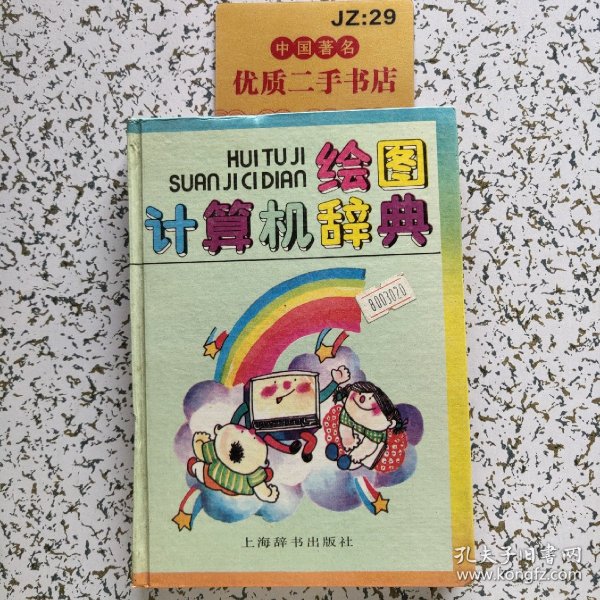 JZ:29
中国著名
优质二手书店
HUI TU JI
SUAN JI CI DIAN
绘图
计算机辞典
8003020
上海辞书出版社
孔夫子旧书网
www.kongfz.com